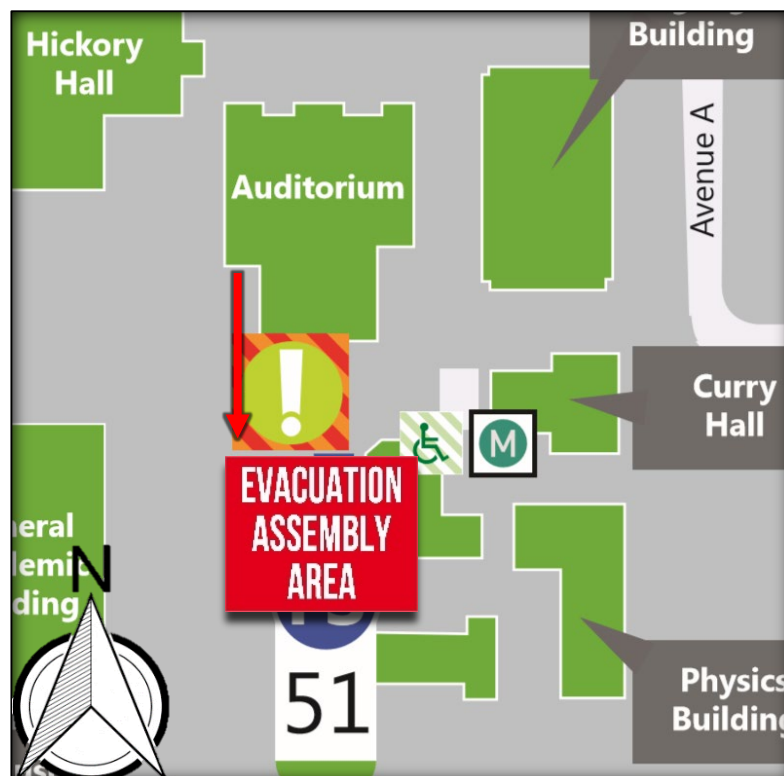 Hickory
Hall
Building
Auditorium
Avenue A
!
Curry
Hall
M
EVACUATION
ASSEMBLY
AREA
N
51
Physics
Building